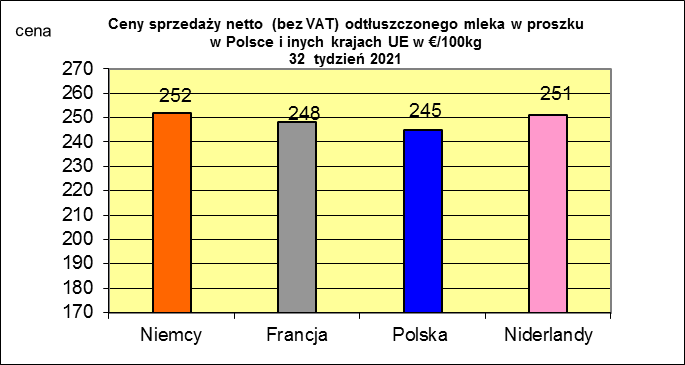 Ceny sprzedaży netto (bez VAT) odtłuszczonego mleka w proszku
w Polsce i inych krajach UE w €/100kg
32 tydzień 2021
cena
270
260
250
240
230
220
210
200
190
180
170
252
248
245
251
Niemcy
Francja
Polska
Niderlandy